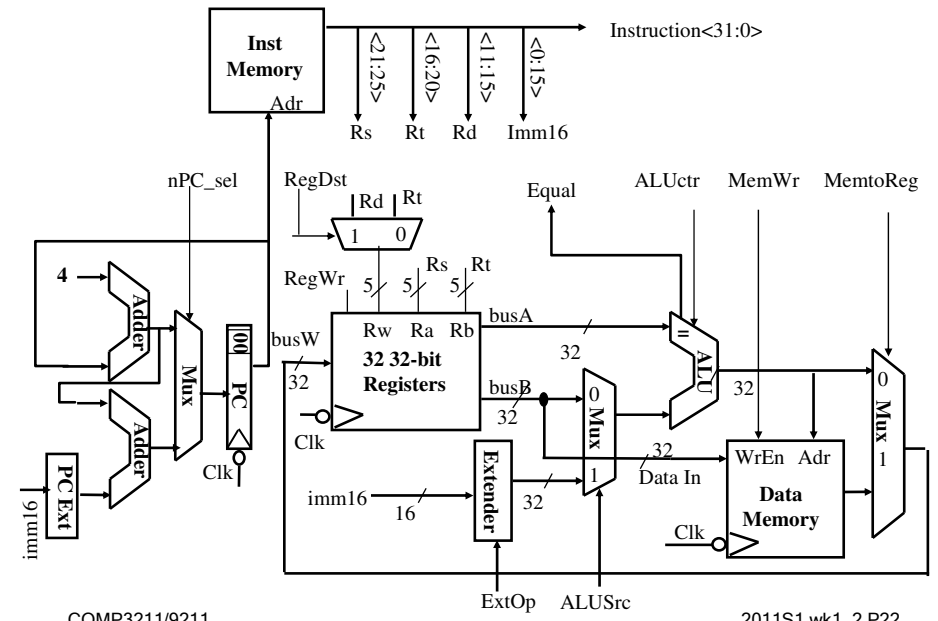 Inst
Memory
Adr
Instruction<31:0>
<21:25>
<16:20>
<11:15>
<0:15>
Rs
Rt
Rd
Imm16
nPC_sel
RegDst
Rd
Rt
1
0
Equal
ALUctr
MemWr
MemtoReg
4
Adder
RegWr
5
5
Rs
5
Rt
busW
32
Rw
Ra
Rb
32 32-bit
Registers
Clk
busA
32
busB
32
=
ALU
32
0
Mux
1
00
PC
Clk
Mux
Adder
PC Ext
imm16
imm16
16
Extender
32
0
Mux
1
32
Data In
WrEn
Adr
Data
Memory
Clk
ExtOp
ALUSrc
COMP3211/9211
2011S1 wk1_2 P22